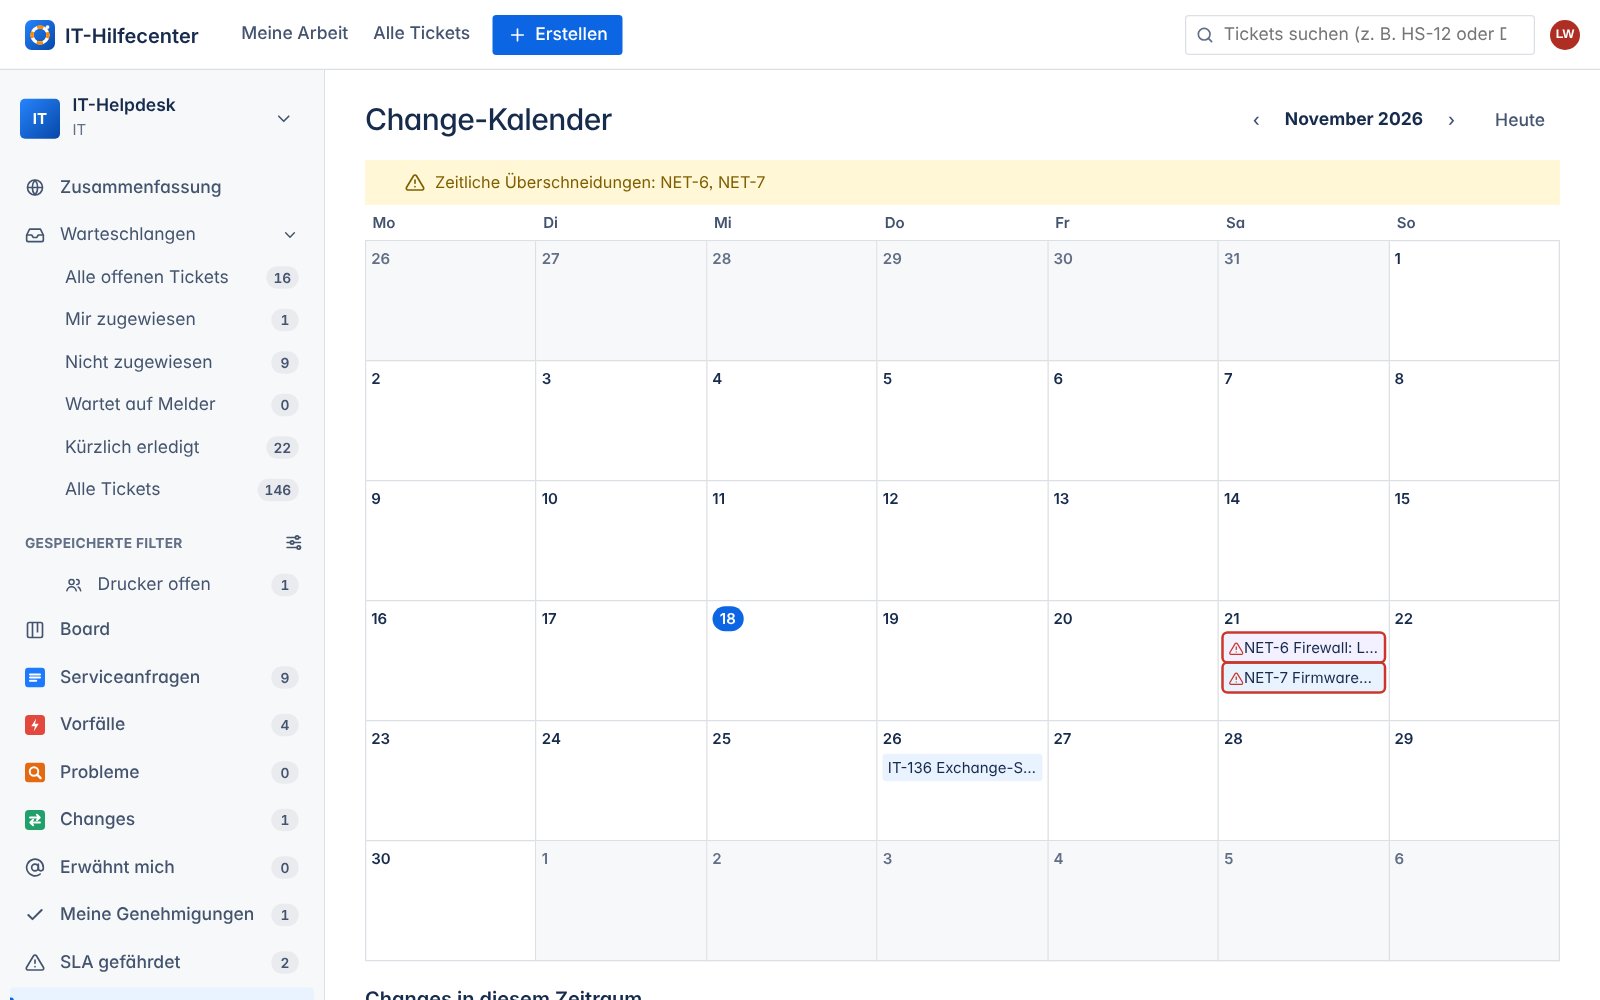 IT-Hilfecenter
Meine Arbeit
Alle Tickets
Erstellen
Tickets suchen (z. B. HS-12 oder D
LW
IT
IT-Helpdesk
IT
Zusammenfassung
Warteschlangen
Alle offenen Tickets 16
Mir zugewiesen 1
Nicht zugewiesen 9
Wartet auf Melder 0
Kürzlich erledigt 22
Alle Tickets 146
GESPEICHERTE FILTER
Drucker offen 1
Board
Serviceanfragen 9
Vorfälle 4
Probleme 0
Changes 1
Erwähnt mich 0
Meine Genehmigungen 1
SLA gefährdet 2
Change-Kalender
‹ November 2026 › Heute
Zeitliche Überschneidungen: NET-6, NET-7
Mo Di Mi Do Fr Sa So
26 27 28 29 30 31 1
2 3 4 5 6 7 8
9 10 11 12 13 14 15
16 17 18 19 20 21 22
NET-6 Firewall: L...
NET-7 Firmware...
23 24 25 26 27 28 29
IT-136 Exchange-S...
30 1 2 3 4 5 6
Changes in diesem Zeitraum